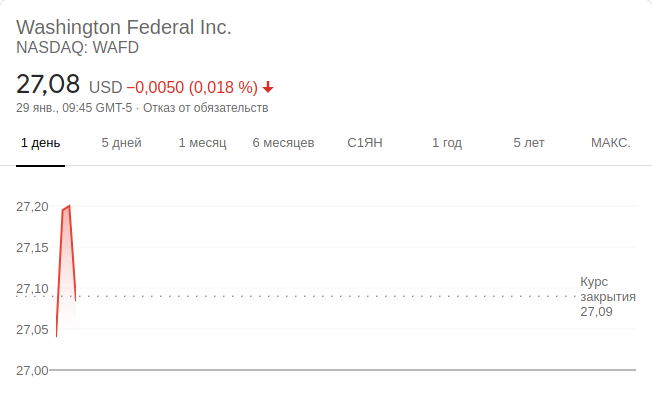 Washington Federal Inc.
NASDAQ: WAFD
27,08 USD −0,0050 (0,018 %)
29 янв., 09:45 GMT-5 · Отказ от обязательств
1 день 5 дней 1 месяц 6 месяцев С1ЯН 1 год 5 лет МАКС.
27,20
27,15
27,10
27,05
27,00
Курс
закрытия
27,09